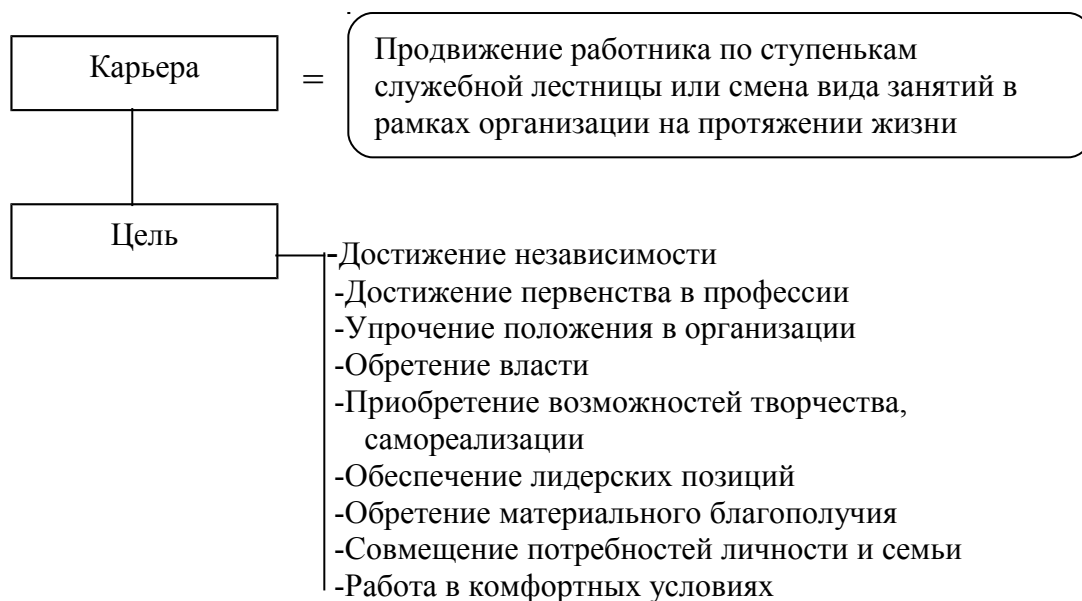 Карьера
=
Продвижение работника по ступенькам
служебной лестницы или смена вида занятий в
рамках организации на протяжении жизни
Цель
-Достижение независимости
-Достижение первенства в профессии
-Упрочение положения в организации
-Обретение власти
-Приобретение возможностей творчества,
самореализации
-Обеспечение лидерских позиций
-Обретение материального благополучия
-Совмещение потребностей личности и семьи
-Работа в комфортных условиях